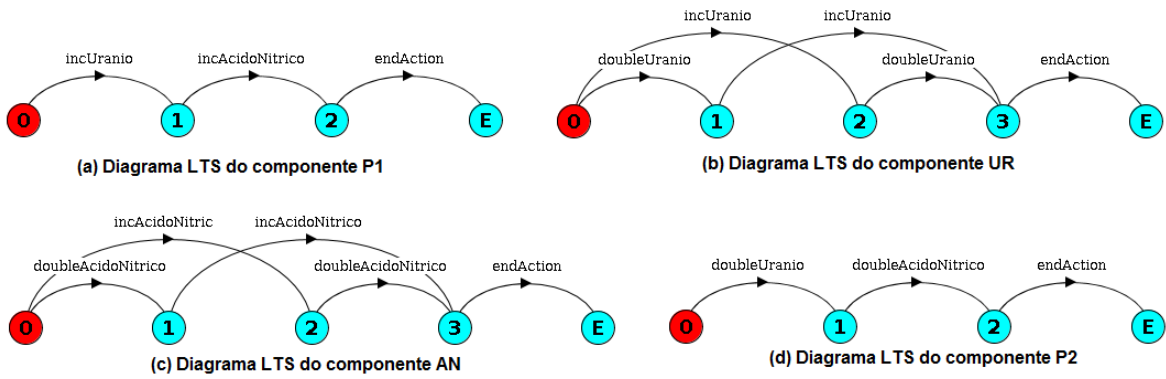 incUranio incAcidoNitrico endAction
0 1 2 E
(a) Diagrama LTS do componente P1
incUranio incUranio
doubleUranio doubleUranio endAction
0 1 2 3 E
(b) Diagrama LTS do componente UR
incAcidoNitric incAcidoNitrico
doubleAcidoNitrico doubleAcidoNitrico endAction
0 1 2 3 E
(c) Diagrama LTS do componente AN
doubleUranio doubleAcidoNitrico endAction
0 1 2 E
(d) Diagrama LTS do componente P2